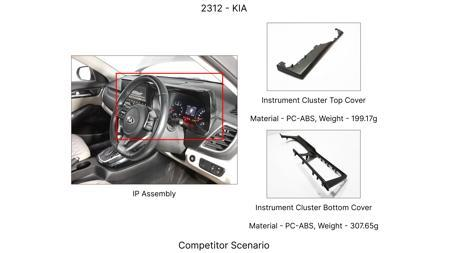 2312 - KIA
Instrument Cluster Top Cover
Material - PC-ABS, Weight - 199.17g
IP Assembly
Instrument Cluster Bottom Cover
Material - PC-ABS, Weight - 307.65g
Competitor Scenario